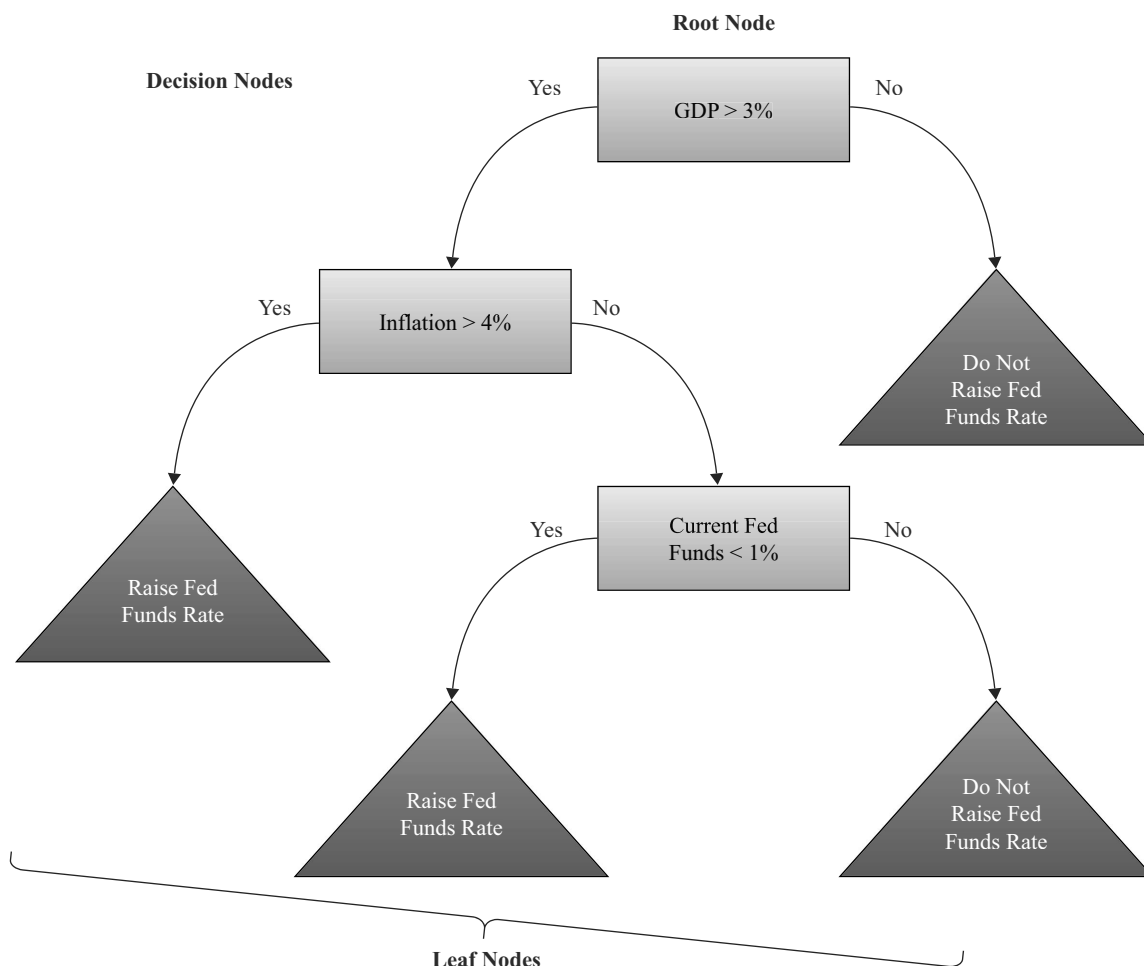 Root Node
Decision Nodes
Yes
GDP > 3%
No
Yes
Inflation > 4%
No
Do Not
Raise Fed
Funds Rate
Yes
Current Fed
Funds < 1%
No
Raise Fed
Funds Rate
Raise Fed
Funds Rate
Do Not
Raise Fed
Funds Rate
Leaf Nodes